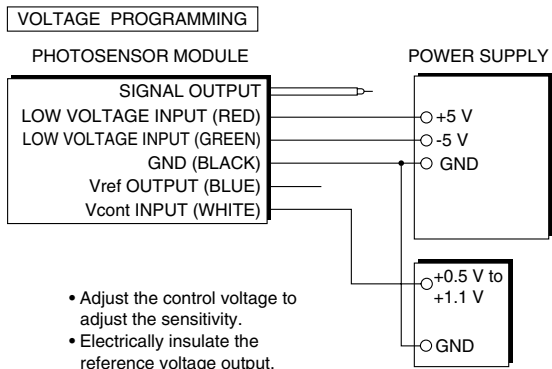 VOLTAGE PROGRAMMING
PHOTOSENSOR MODULE
POWER SUPPLY
SIGNAL OUTPUT
LOW VOLTAGE INPUT (RED)
LOW VOLTAGE INPUT (GREEN)
GND (BLACK)
Vref OUTPUT (BLUE)
Vcont INPUT (WHITE)
+5 V
-5 V
GND
+0.5 V to
+1.1 V
GND
• Adjust the control voltage to
adjust the sensitivity.
• Electrically insulate the
reference voltage output.